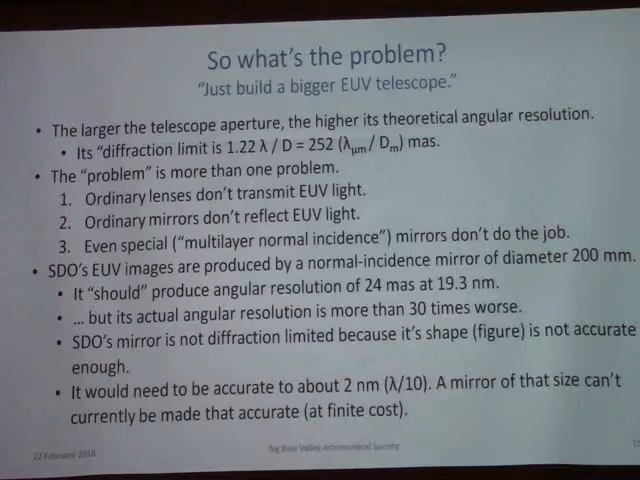 So what's the problem?
"Just build a bigger EUV telescope."
• The larger the telescope aperture, the higher its theoretical angular resolution.
• Its "diffraction limit is 1.22 λ / D = 252 (λμm/ Dm) mas.
• The "problem" is more than one problem.
1. Ordinary lenses don't transmit EUV light.
2. Ordinary mirrors don't reflect EUV light.
3. Even special ("multilayer normal incidence") mirrors don't do the job.
• SDO's EUV images are produced by a normal-incidence mirror of diameter 200 mm.
• It "should" produce angular resolution of 24 mas at 19.3 nm.
• ... but its actual angular resolution is more than 30 times worse.
• SDO's mirror is not diffraction limited because it's shape (figure) is not accurate
enough.
• It would need to be accurate to about 2 nm (λ/10). A mirror of that size can't
currently be made that accurate (at finite cost).
22 February 2018
Big Bear Valley Astronomical Society